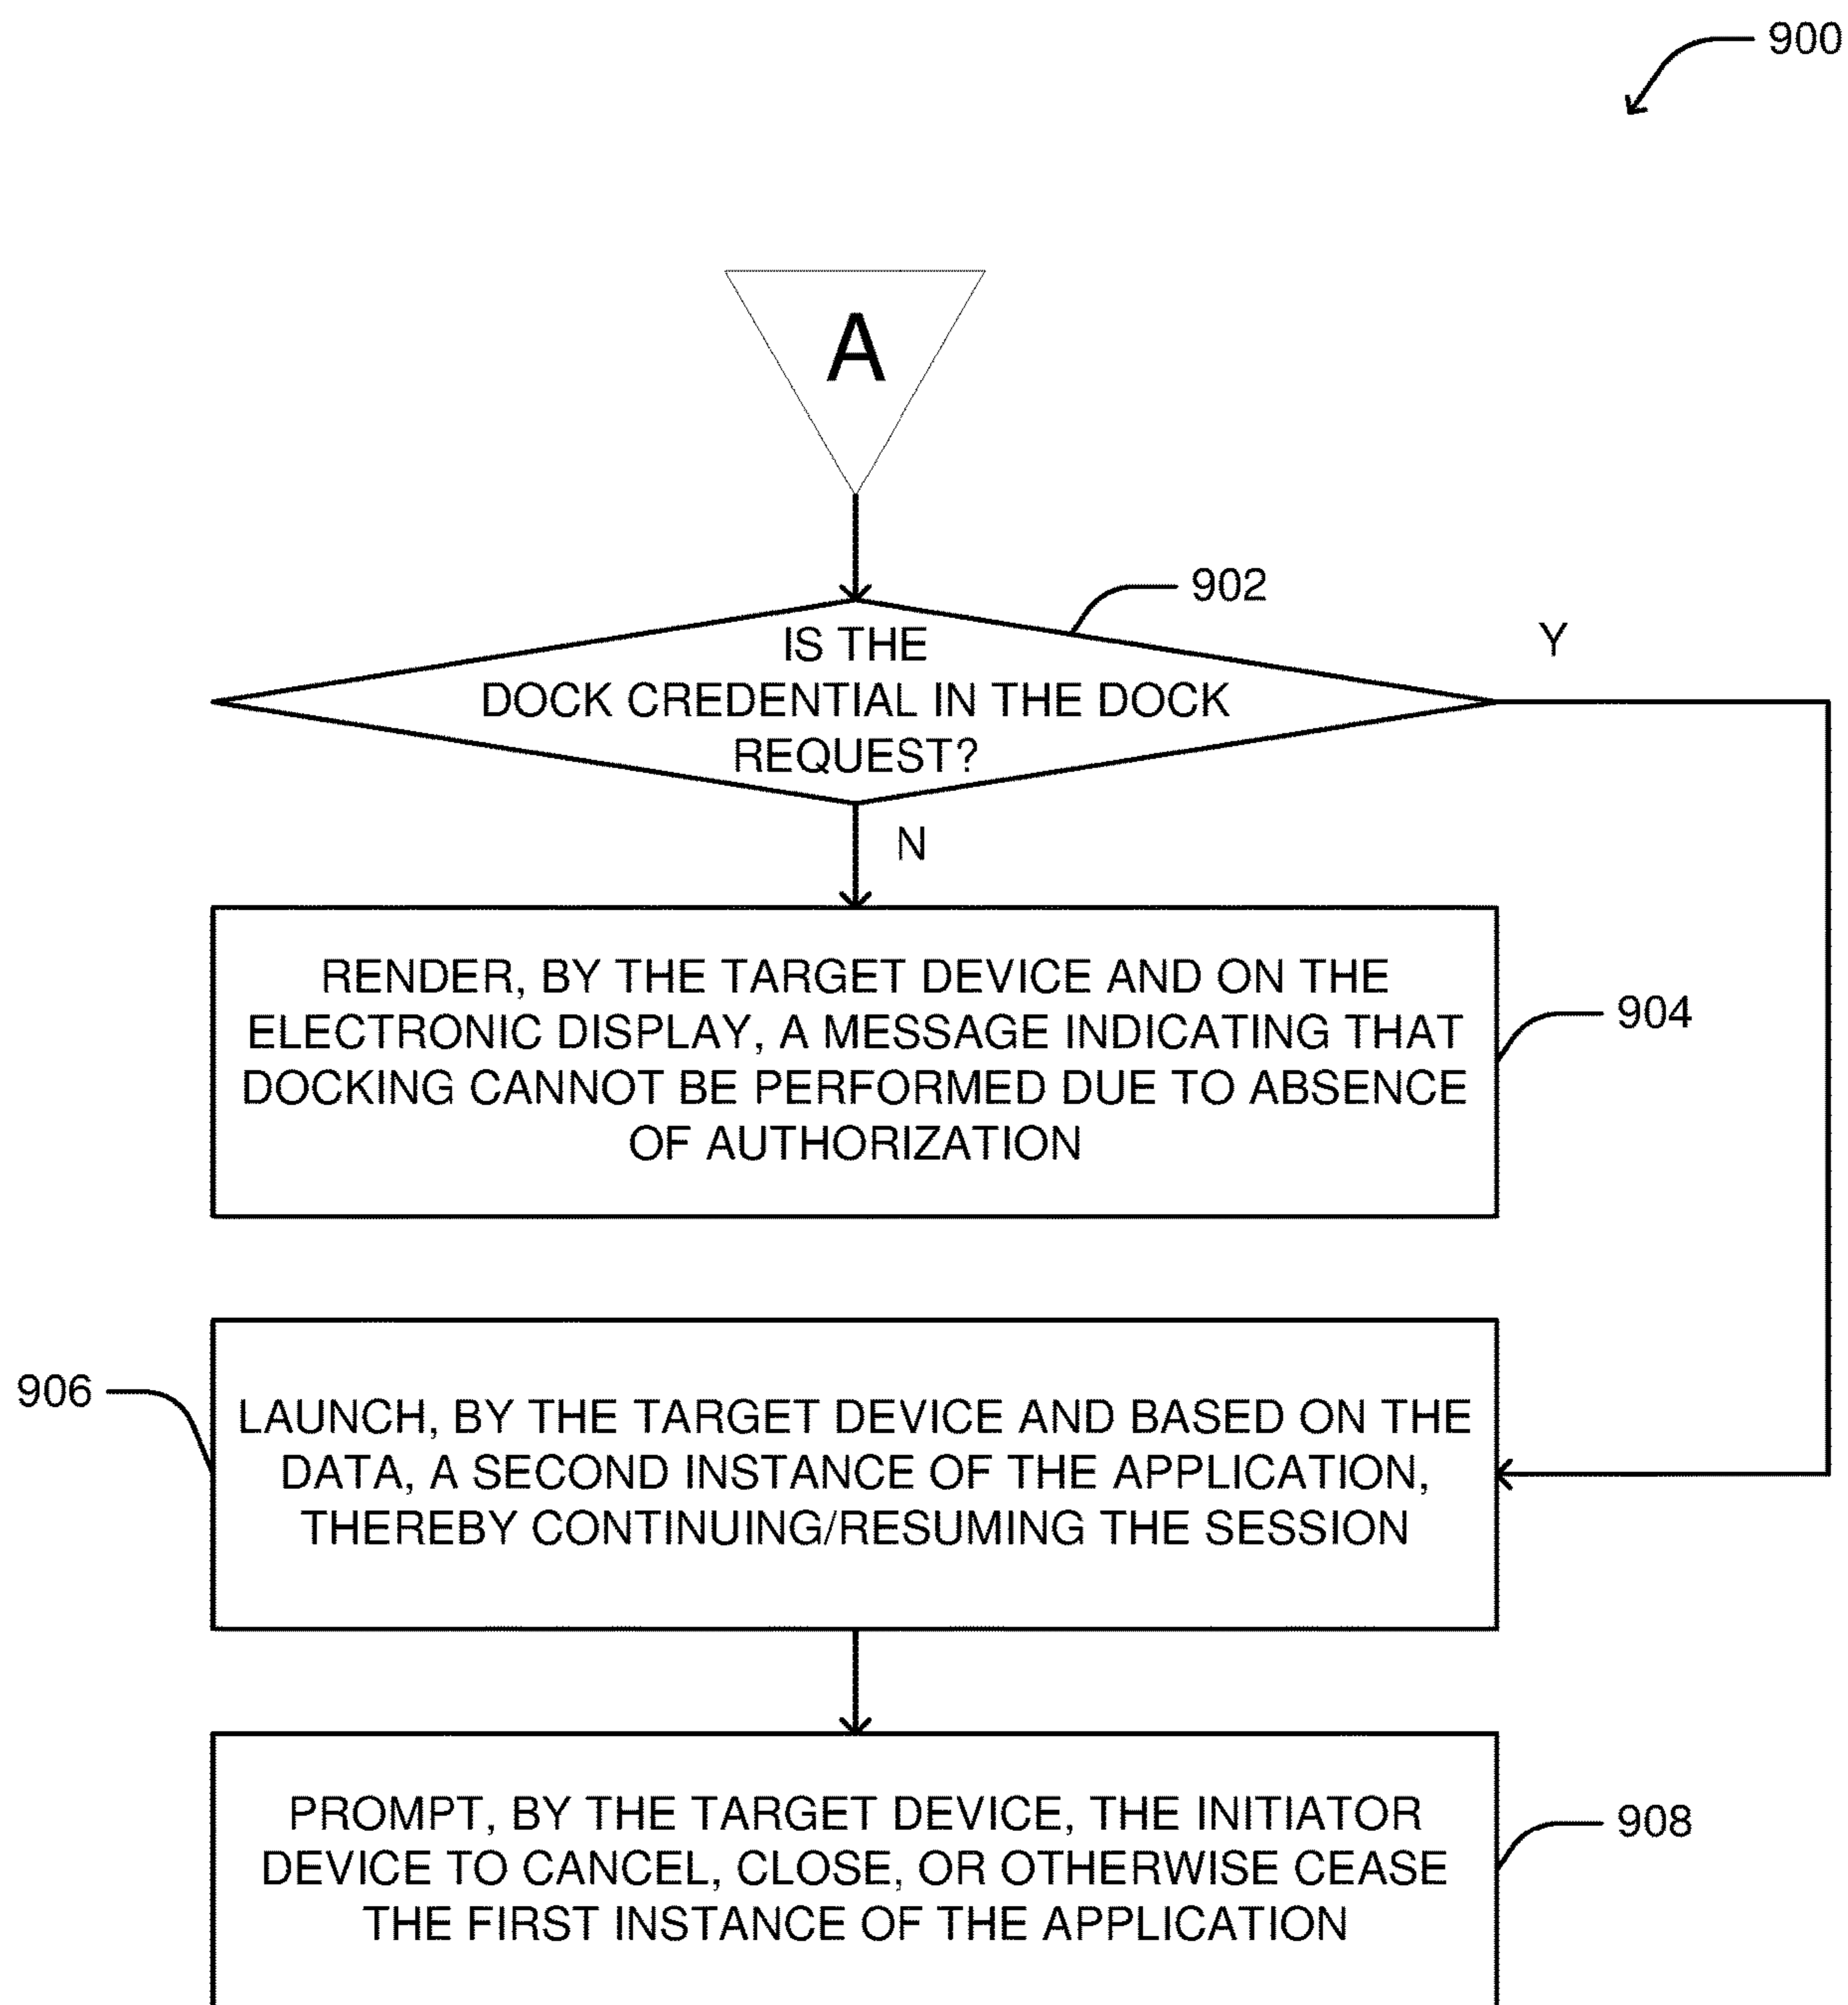 900
A
902
IS THE
DOCK CREDENTIAL IN THE DOCK
REQUEST?
Y
N
RENDER, BY THE TARGET DEVICE AND ON THE
ELECTRONIC DISPLAY, A MESSAGE INDICATING THAT
DOCKING CANNOT BE PERFORMED DUE TO ABSENCE
OF AUTHORIZATION
904
906
LAUNCH, BY THE TARGET DEVICE AND BASED ON THE
DATA, A SECOND INSTANCE OF THE APPLICATION,
THEREBY CONTINUING/RESUMING THE SESSION
PROMPT, BY THE TARGET DEVICE, THE INITIATOR
DEVICE TO CANCEL, CLOSE, OR OTHERWISE CEASE
THE FIRST INSTANCE OF THE APPLICATION
908